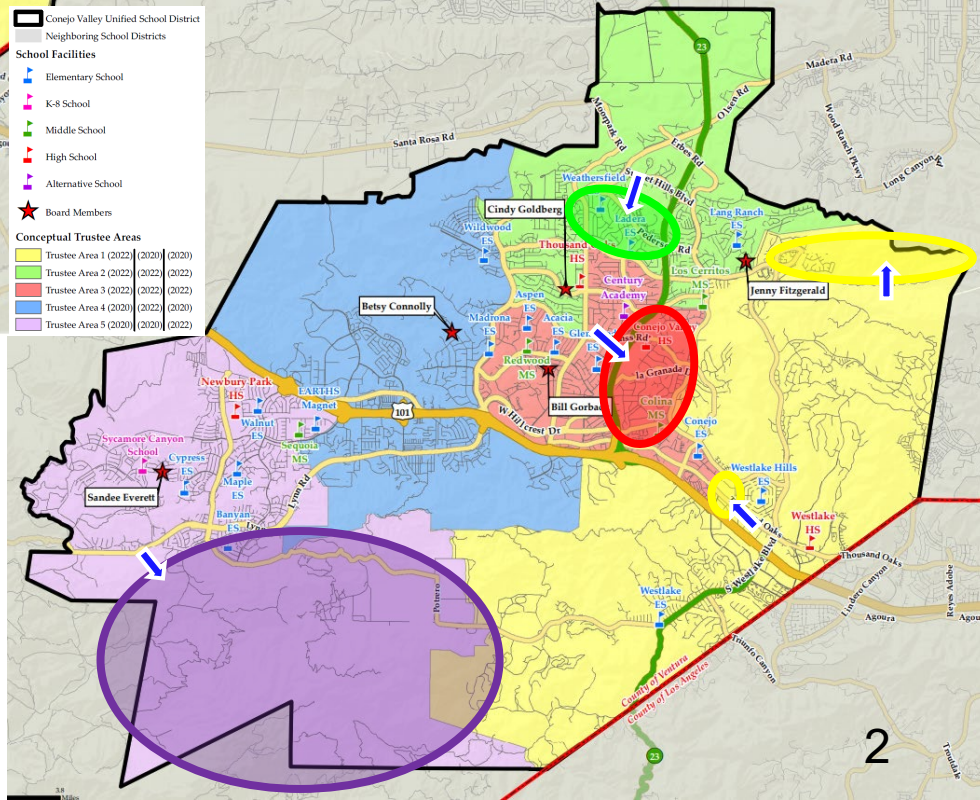 Conejo Valley Unified School District
Neighboring School Districts
School Facilities
Elementary School
K-8 School
Middle School
High School
Alternative School
Board Members
Conceptual Trustee Areas
Trustee Area 1 (2022) (2020) (2020)
Trustee Area 2 (2022) (2020) (2022)
Trustee Area 3 (2022) (2022) (2022)
Trustee Area 4 (2020) (2022) (2020)
Trustee Area 5 (2020) (2020) (2022)
23
Madera Rd
Olsen Rd
Moorpark Rd
Santa Rosa Rd
Erbes Rd
Wood Ranch Pkwy
Long Canyon
Weathersfield
Hills Blvd
Cindy Goldberg
Ladera
ES
Lang Ranch
ES
Wildwood
ES
Pederson Rd
Thousand Oaks
HS
Los Cerritos
MS
Century
Academy
Jenny Fitzgerald
Betsy Connolly
Aspen
ES
Madrona
ES
Acacia
ES
Conejo Valley
HS
Redwood
MS
la Granada
Bill Gorback
Colina
MS
Newbury Park
HS
EARTHS
Magnet
101
W Hillcrest Dr
Walnut
ES
Conejo
ES
Sycamore Canyon
School
Sequoia
MS
Cypress
ES
Westlake Hills
ES
Maple
ES
Lynn Rd
Sandee Everett
Banyan
ES
Lynn
Oaks
Westlake
HS
Thousand Oaks
S Westlake Blvd
Lindero Canyon
Reyes Adobe
Potrero
Westlake
ES
Agoura
Agou
Triunfo Canyon
County of Ventura
County of Los Angeles
2
23
Troutdale
3.8
Miles